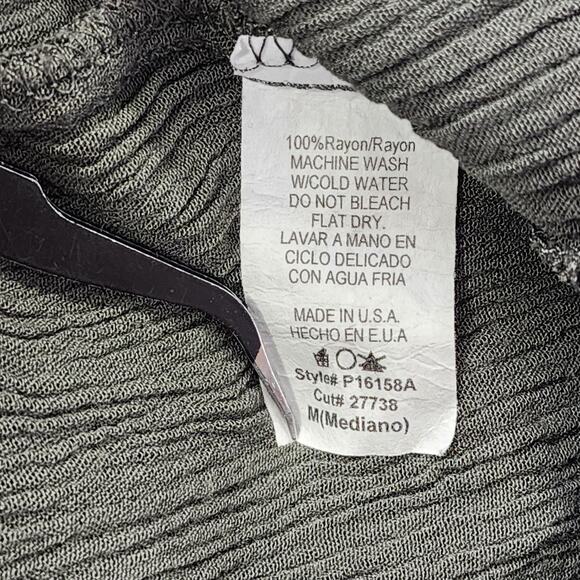 100%Rayon/Rayon
MACHINE WASH
W/COLD WATER
DO NOT BLEACH
FLAT DRY.
LAVAR A MANO EN
CICLO DELICADO
CON AGUA FRIA
MADE IN U.S.A.
HECHO EN E.U.A
Style# P16158A
Cut# 27738
M(Mediano)